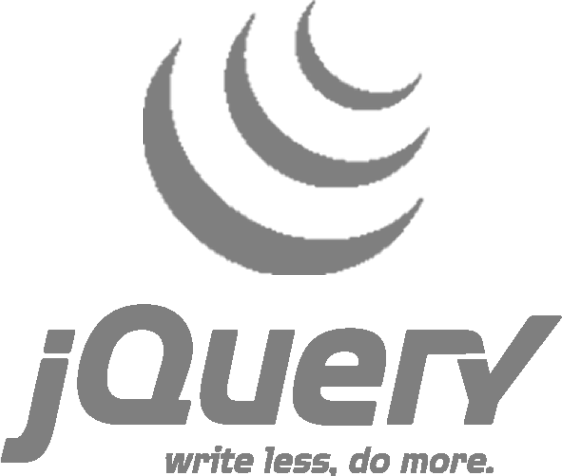 jQuery
write less, do more.